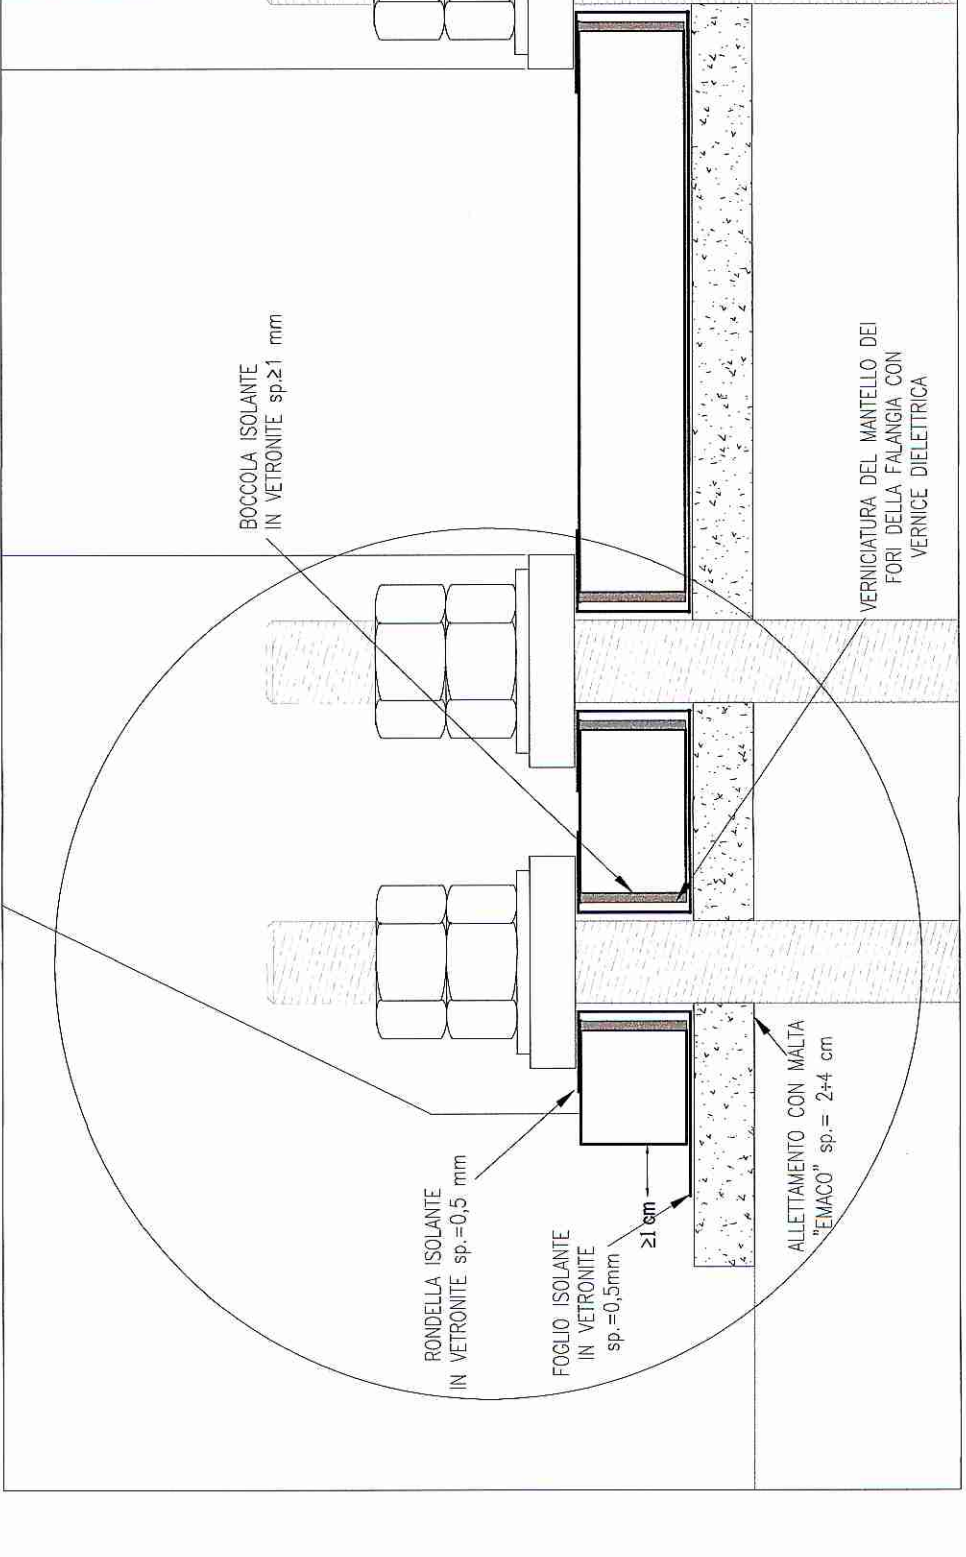 RONDELLA ISOLANTE
IN VETRONITE sp.=0,5 mm
BOCCOLA ISOLANTE
IN VETRONITE sp.≥1 mm
FOGLIO ISOLANTE
IN VETRONITE
sp.=0,5mm
≥1 cm
ALLETTAMENTO CON MALTA
"EMACO" sp.= 2÷4 cm
VERNICIATURA DEL MANTELLO DEI
FORI DELLA FALANGIA CON
VERNICE DIELETTRICA